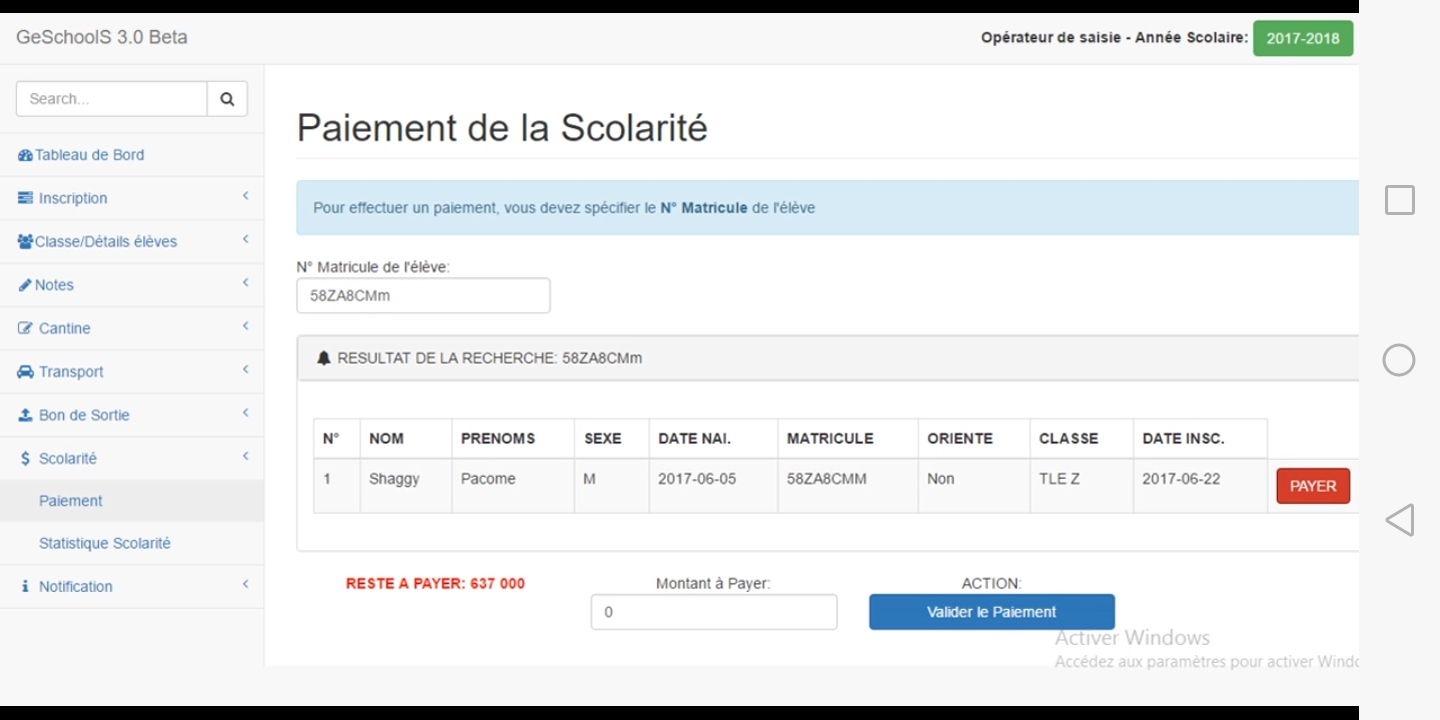 GeSchoolS 3.0 Beta
Opérateur de saisie - Année Scolaire: 2017-2018
Search...
Tableau de Bord
Inscription
Classe/Détails élèves
Notes
Cantine
Transport
Bon de Sortie
$ Scolarité
Paiement
Statistique Scolarité
Notification
Paiement de la Scolarité
Pour effectuer un paiement, vous devez spécifier le N° Matricule de l'élève
N° Matricule de l'élève:
58ZA8CMm
RESULTAT DE LA RECHERCHE: 58ZA8CMm
N° NOM PRENOMS SEXE DATE NAI. MATRICULE ORIENTE CLASSE DATE INSC.
1 Shaggy Pacome M 2017-06-05 58ZA8CMM Non TLE Z 2017-06-22 PAYER
RESTE A PAYER: 637 000 Montant à Payer: ACTION:
0 Valider le Paiement
Activer Windows
Accédez aux paramètres pour activer Windo